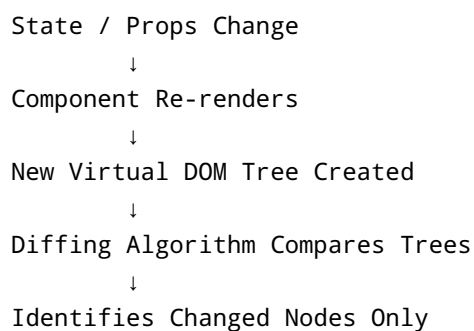 State / Props Change
↓
Component Re-renders
↓
New Virtual DOM Tree Created
↓
Diffing Algorithm Compares Trees
↓
Identifies Changed Nodes Only